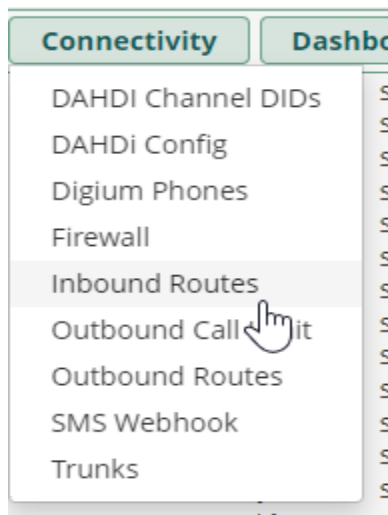 Connectivity
DAHDI Channel DIDs
DAHDi Config
Digium Phones
Firewall
Inbound Routes
Outbound Call
Outbound Routes
SMS Webhook
Trunks